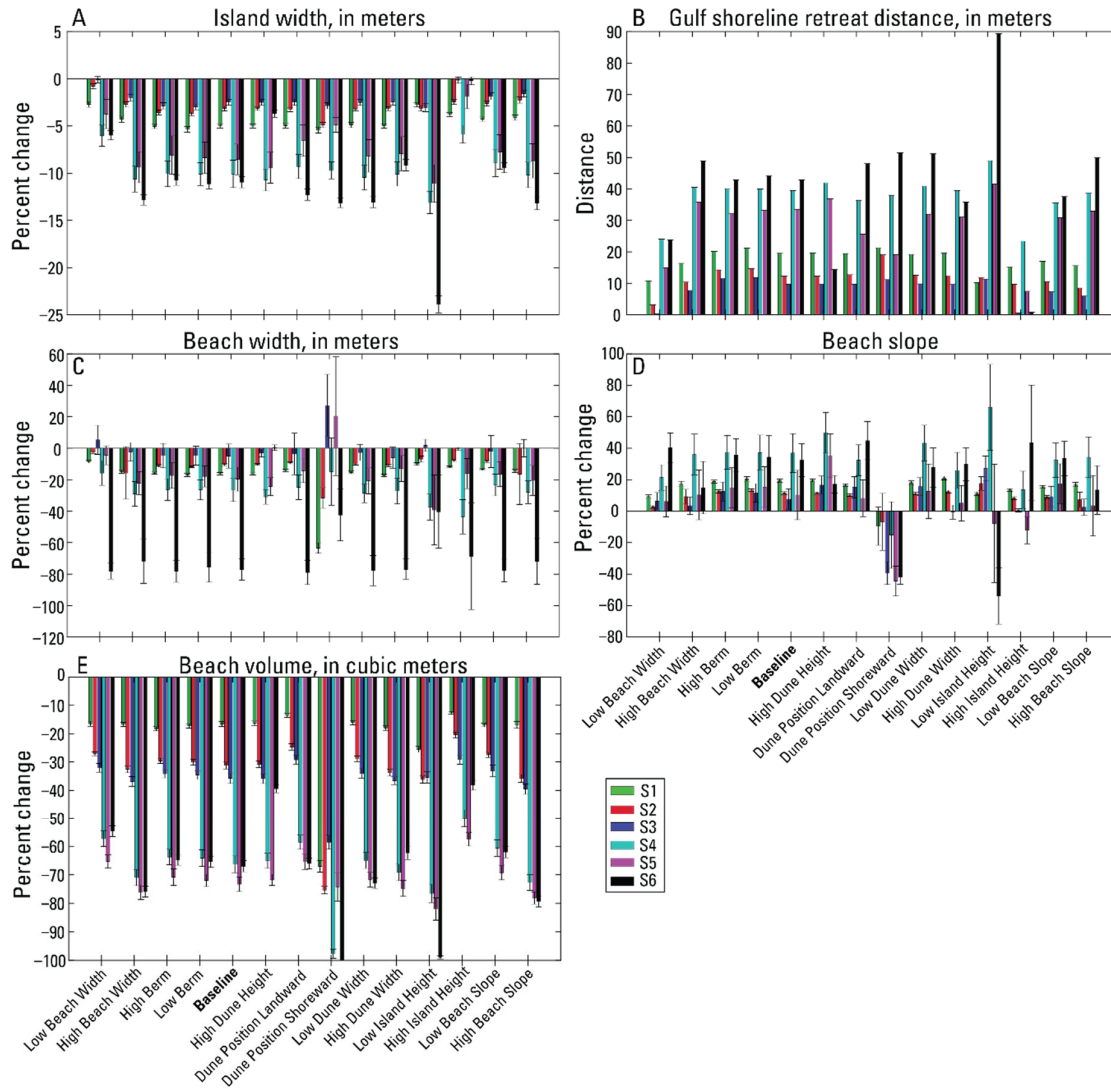 A
Island width, in meters
B
Gulf shoreline retreat distance, in meters
5
0
−5
−10
−15
−20
−25
Percent change
90
80
70
60
50
40
30
20
10
0
Distance
C
Beach width, in meters
60
40
20
0
−20
−40
−60
−80
−100
−120
Percent change
D
Beach slope
100
80
60
40
20
0
−20
−40
−60
−80
Percent change
Low Beach Width
High Beach Width
High Berm
Low Berm
Baseline
High Dune Height
Dune Position Landward
Dune Position Shoreward
Low Dune Width
High Dune Width
Low Island Height
High Island Height
Low Beach Slope
High Beach Slope
E
Beach volume, in cubic meters
0
−10
−20
−30
−40
−50
−60
−70
−80
−90
−100
Percent change
Low Beach Width
High Beach Width
High Berm
Low Berm
Baseline
High Dune Height
Dune Position Landward
Dune Position Shoreward
Low Dune Width
High Dune Width
Low Island Height
High Island Height
Low Beach Slope
High Beach Slope
S1
S2
S3
S4
S5
S6